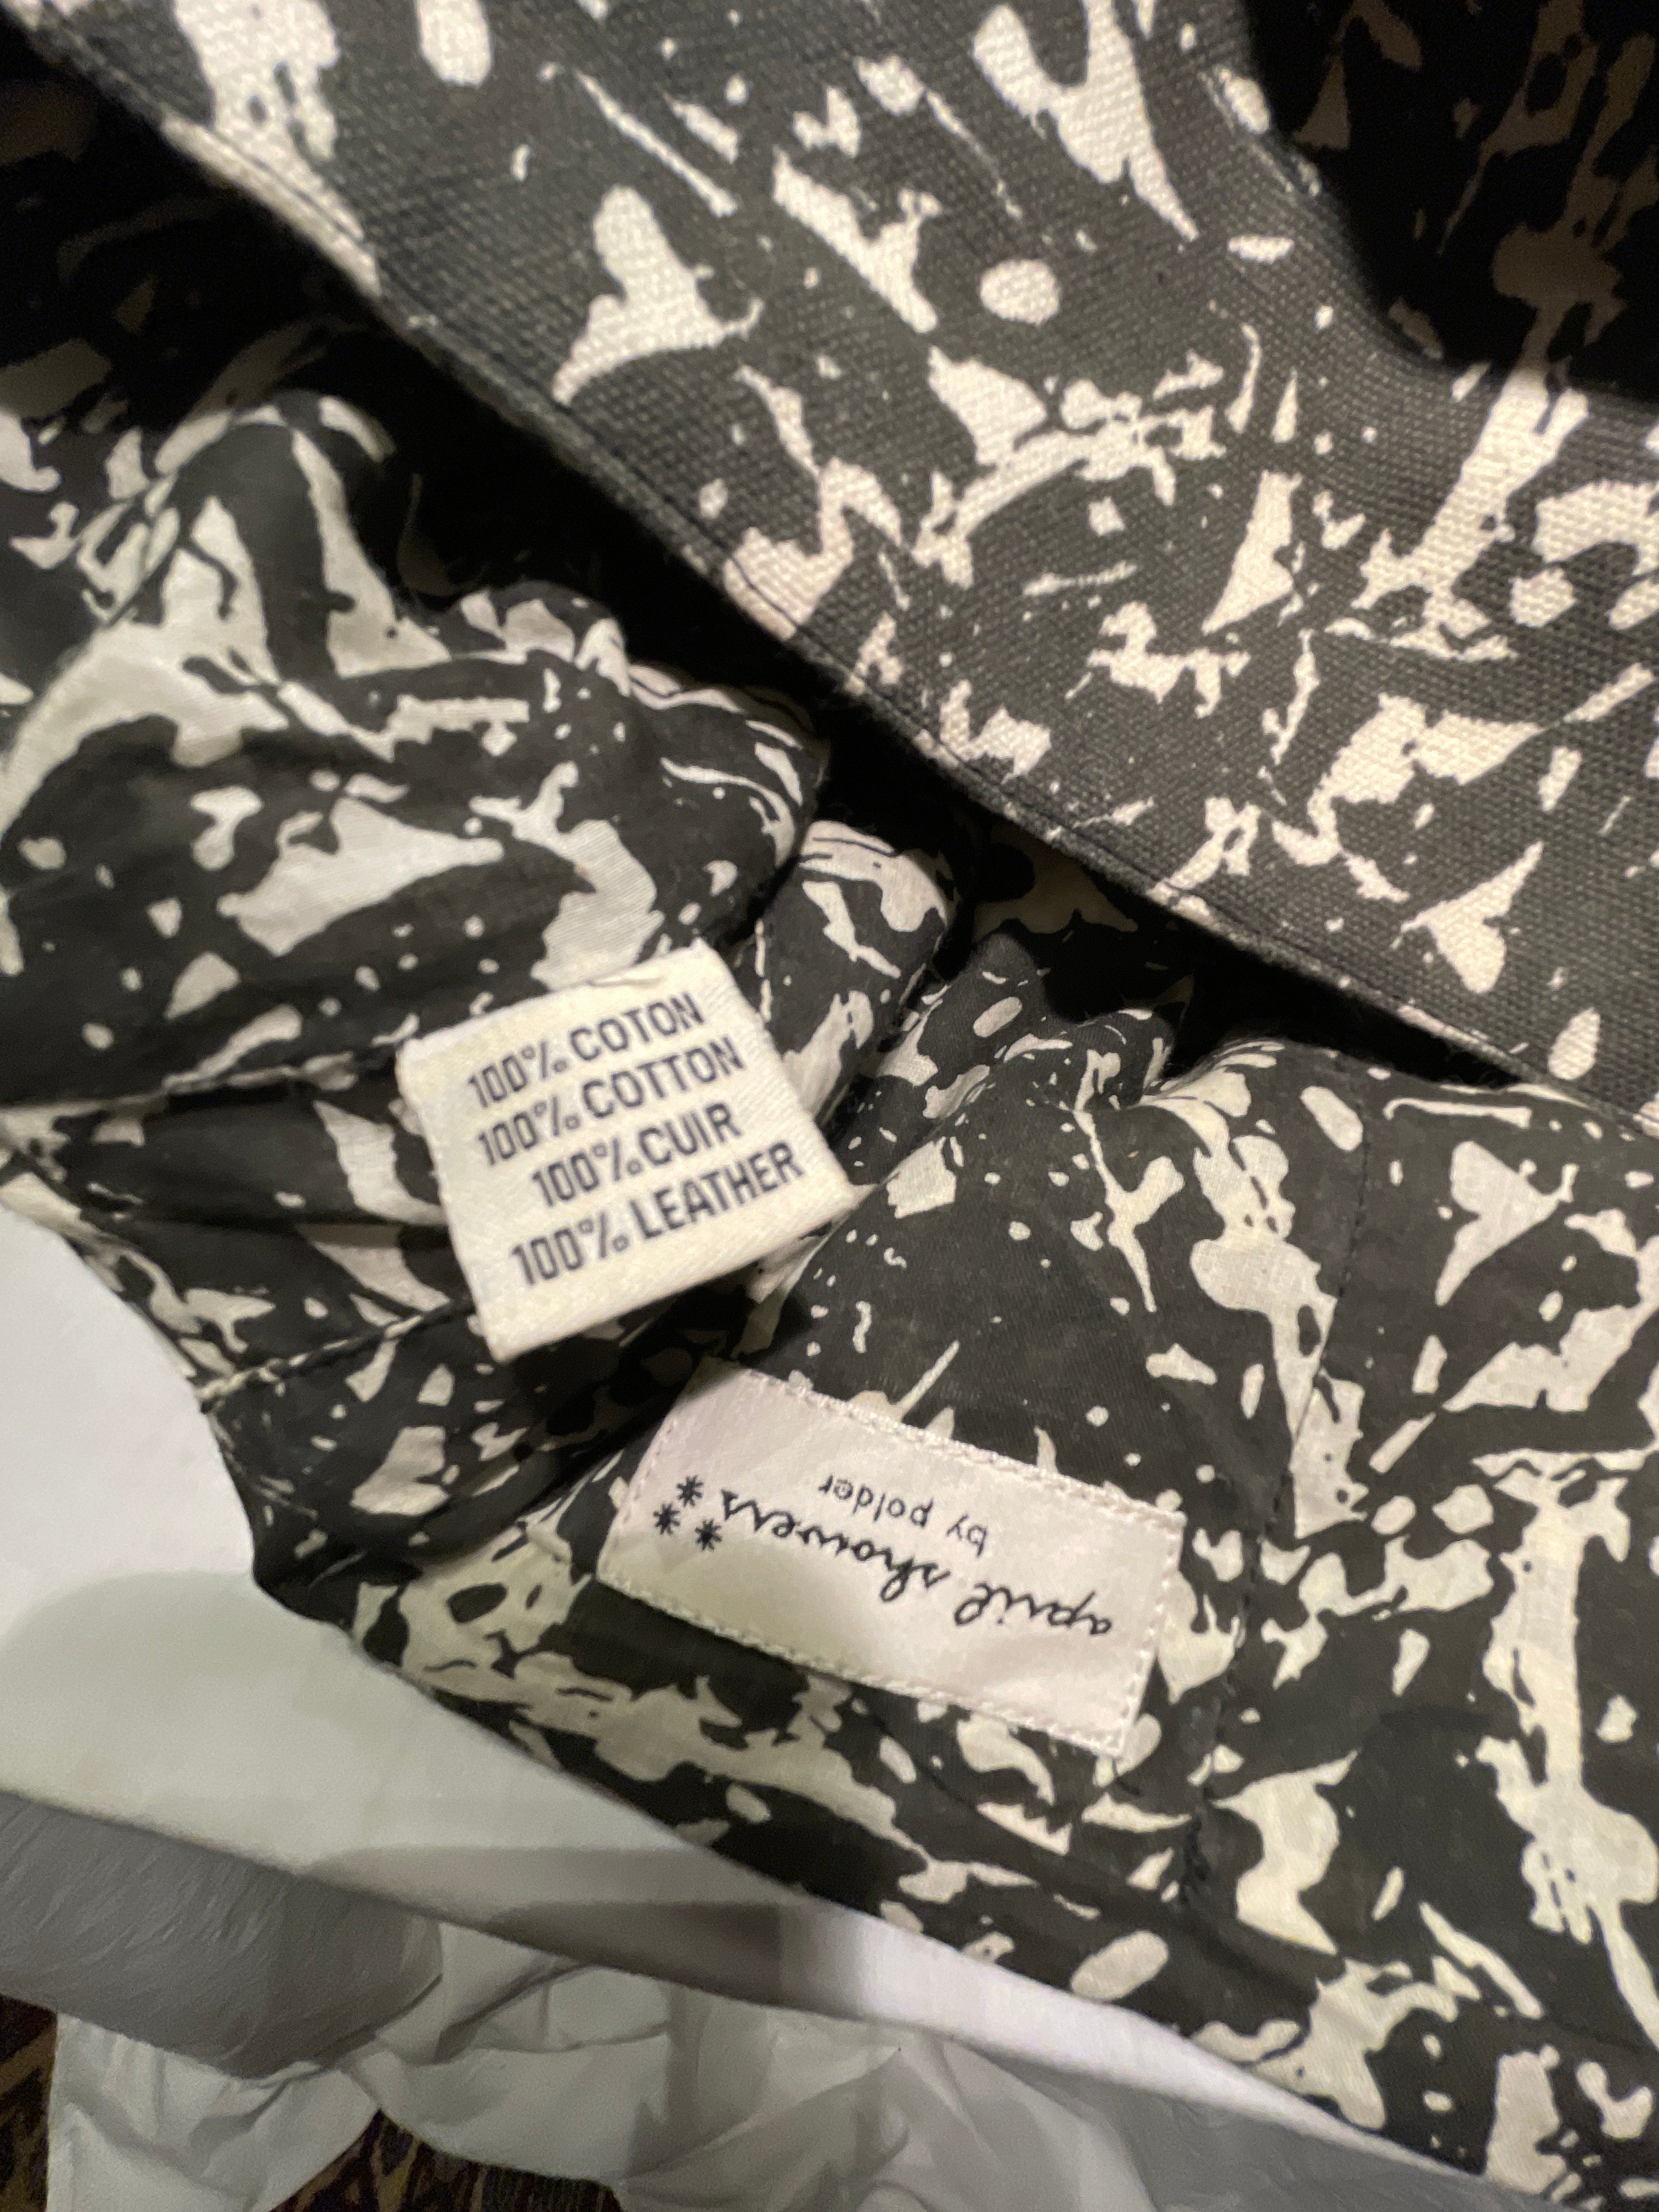 100% COTON
100% COTTON
100% CUIR
100% LEATHER
april showers
by polder